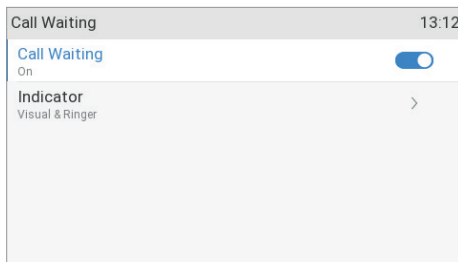 Call Waiting 13:12
Call Waiting
On
Indicator
Visual & Ringer